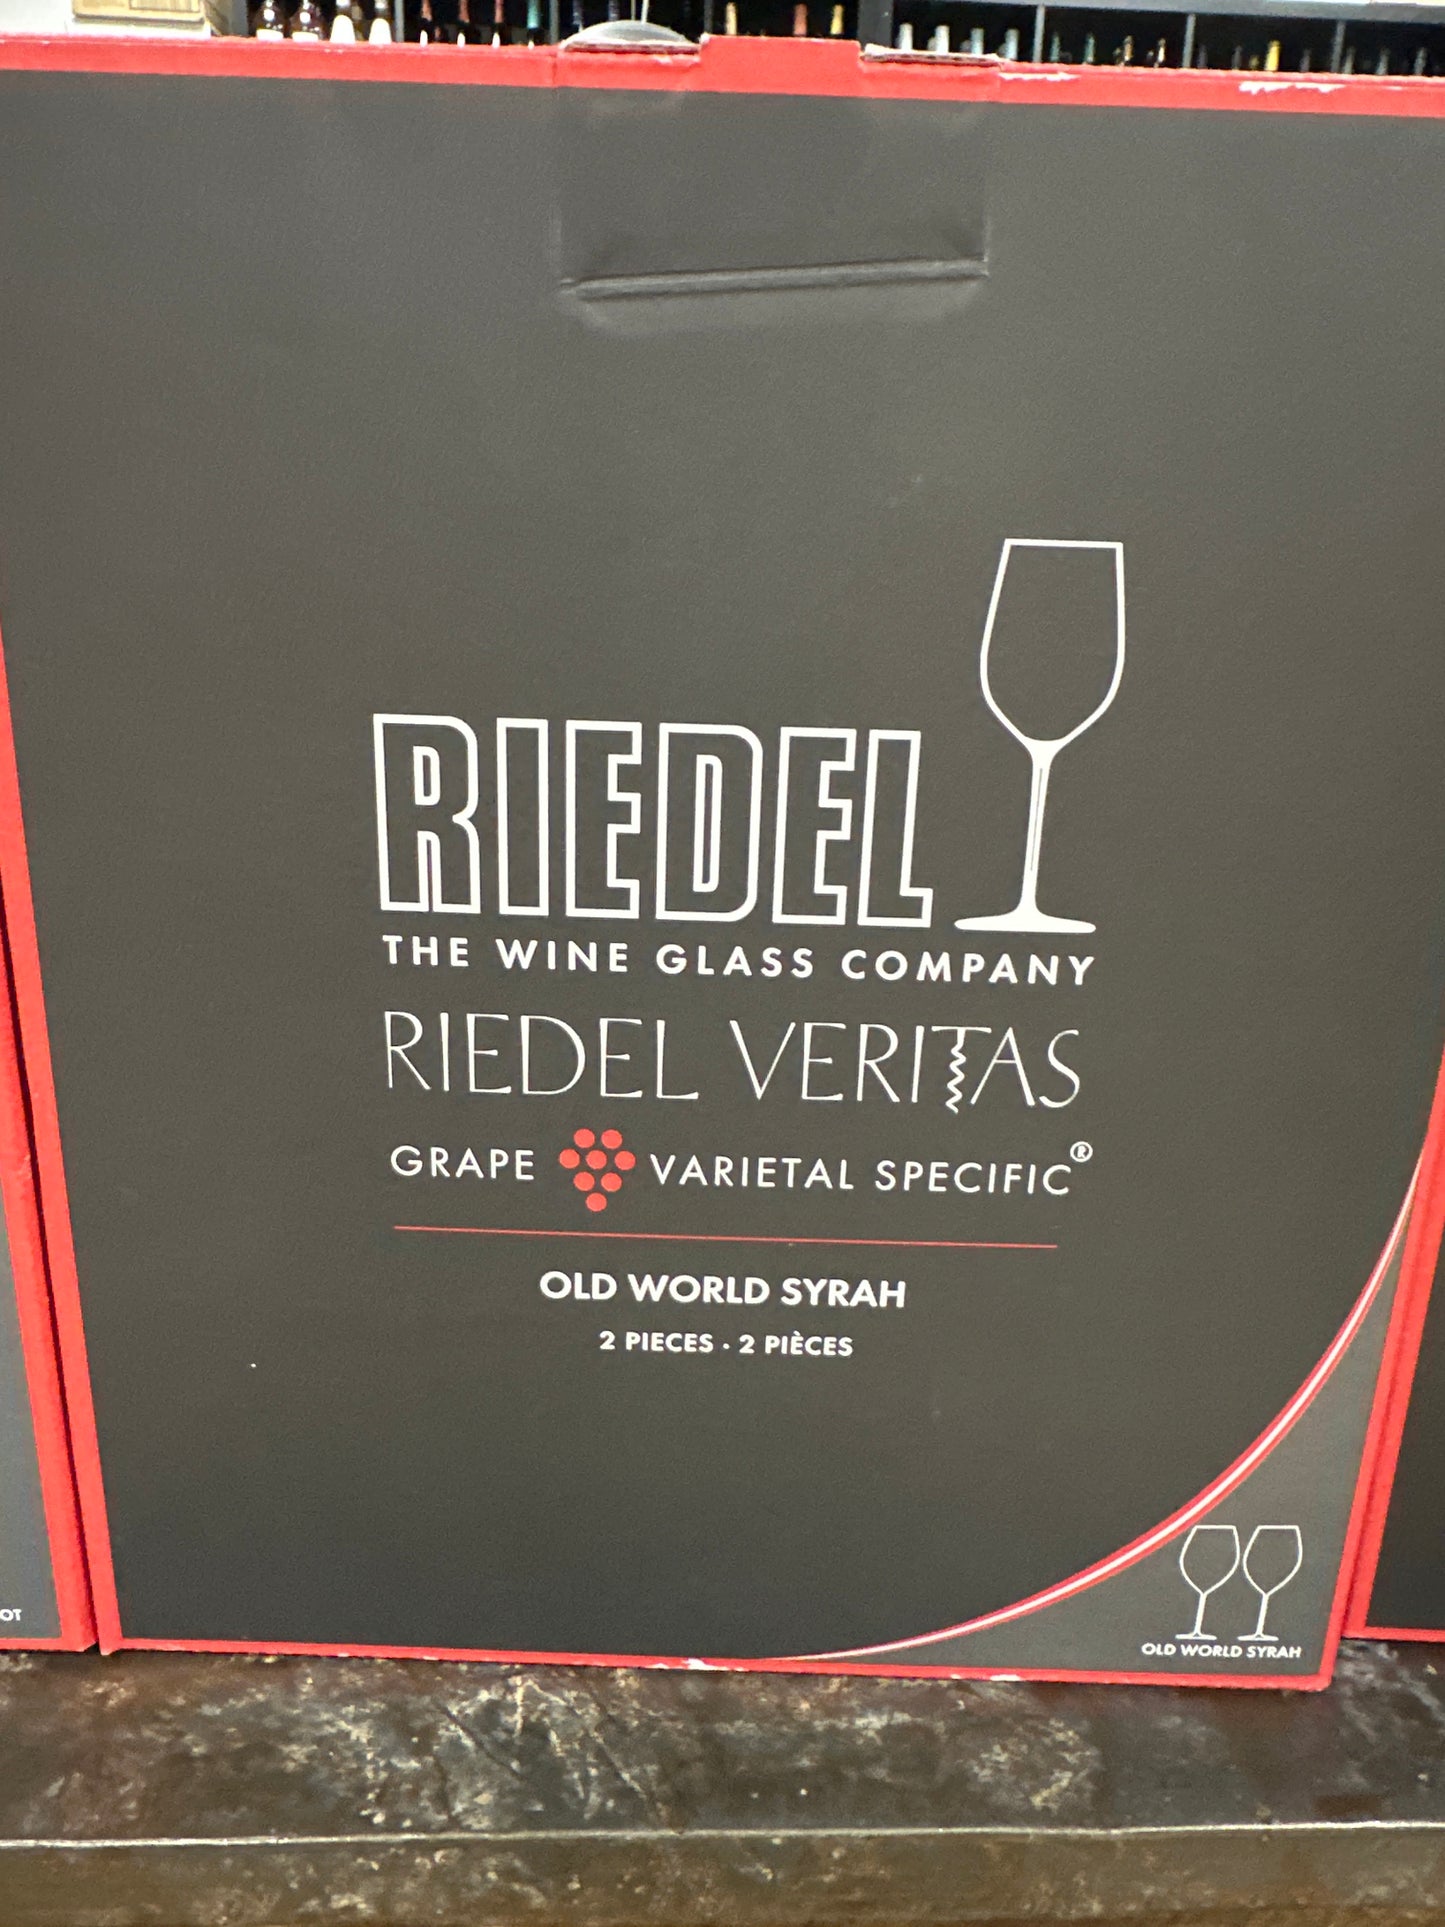 RIEDEL
THE WINE GLASS COMPANY
RIEDEL VERITAS
GRAPE VARIETAL SPECIFIC®
OLD WORLD SYRAH
2 PIECES · 2 PIÈCES
OLD WORLD SYRAH
OT